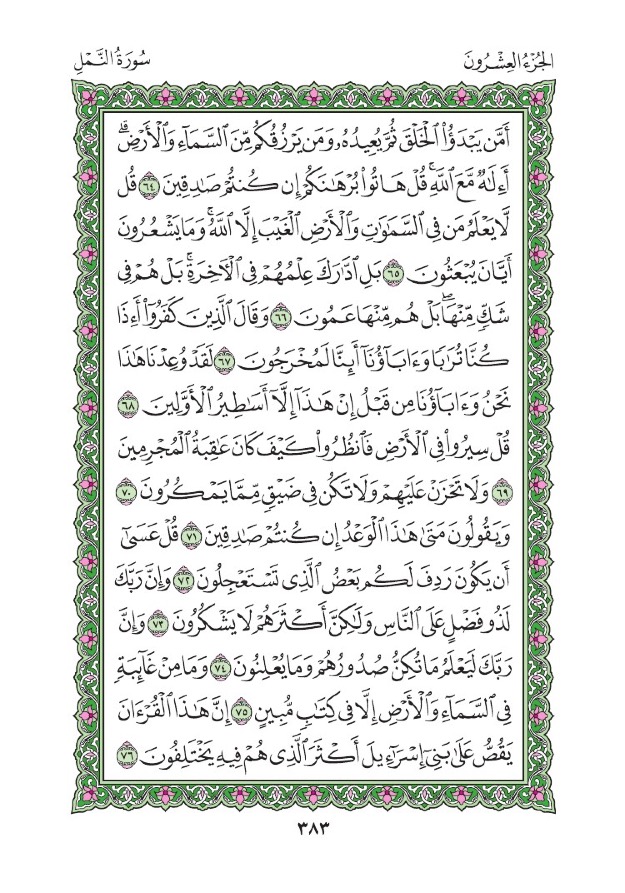 الجُزْءُ العِشْرُونَ
سُورَةُ النَّمْلِ
أَمَّن يَبْدَؤُا۟ ٱلْخَلْقَ ثُمَّ يُعِيدُهُۥ وَمَن يَرْزُقُكُم مِّنَ ٱلسَّمَآءِ وَٱلْأَرْضِ ۗ
أَءِلَٰهٌ مَّعَ ٱللَّهِ ۚ قُلْ هَاتُوا۟ بُرْهَٰنَكُمْ إِن كُنتُمْ صَٰدِقِينَ ٦٤ قُل
لَّا يَعْلَمُ مَن فِى ٱلسَّمَٰوَٰتِ وَٱلْأَرْضِ ٱلْغَيْبَ إِلَّا ٱللَّهُ ۚ وَمَا يَشْعُرُونَ
أَيَّانَ يُبْعَثُونَ ٦٥ بَلِ ٱدَّٰرَكَ عِلْمُهُمْ فِى ٱلْءَاخِرَةِ ۚ بَلْ هُمْ فِى
شَكٍّ مِّنْهَا ۖ بَلْ هُم مِّنْهَا عَمُونَ ٦٦ وَقَالَ ٱلَّذِينَ كَفَرُوٓا۟ أَءِذَا
كُنَّا تُرَٰبًا وَءَابَآؤُنَآ أَئِنَّا لَمُخْرَجُونَ ٦٧ لَقَدْ وُعِدْنَا هَٰذَا
نَحْنُ وَءَابَآؤُنَا مِن قَبْلُ إِنْ هَٰذَآ إِلَّآ أَسَٰطِيرُ ٱلْأَوَّلِينَ ٦٨
قُلْ سِيرُوا۟ فِى ٱلْأَرْضِ فَٱنظُرُوا۟ كَيْفَ كَانَ عَٰقِبَةُ ٱلْمُجْرِمِينَ
٦٩ وَلَا تَحْزَنْ عَلَيْهِمْ وَلَا تَكُن فِى ضَيْقٍ مِّمَّا يَمْكُرُونَ ٧٠
وَيَقُولُونَ مَتَىٰ هَٰذَا ٱلْوَعْدُ إِن كُنتُمْ صَٰدِقِينَ ٧١ قُلْ عَسَىٰٓ
أَن يَكُونَ رَدِفَ لَكُم بَعْضُ ٱلَّذِى تَسْتَعْجِلُونَ ٧٢ وَإِنَّ رَبَّكَ
لَذُو فَضْلٍ عَلَى ٱلنَّاسِ وَلَٰكِنَّ أَكْثَرَهُمْ لَا يَشْكُرُونَ ٧٣ وَإِنَّ
رَبَّكَ لَيَعْلَمُ مَا تُكِنُّ صُدُورُهُمْ وَمَا يُعْلِنُونَ ٧٤ وَمَا مِنْ غَآئِبَةٍ
فِى ٱلسَّمَآءِ وَٱلْأَرْضِ إِلَّا فِى كِتَٰبٍ مُّبِينٍ ٧٥ إِنَّ هَٰذَا ٱلْقُرْءَانَ
يَقُصُّ عَلَىٰ بَنِىٓ إِسْرَٰٓءِيلَ أَكْثَرَ ٱلَّذِى هُمْ فِيهِ يَخْتَلِفُونَ ٧٦
٣٨٣